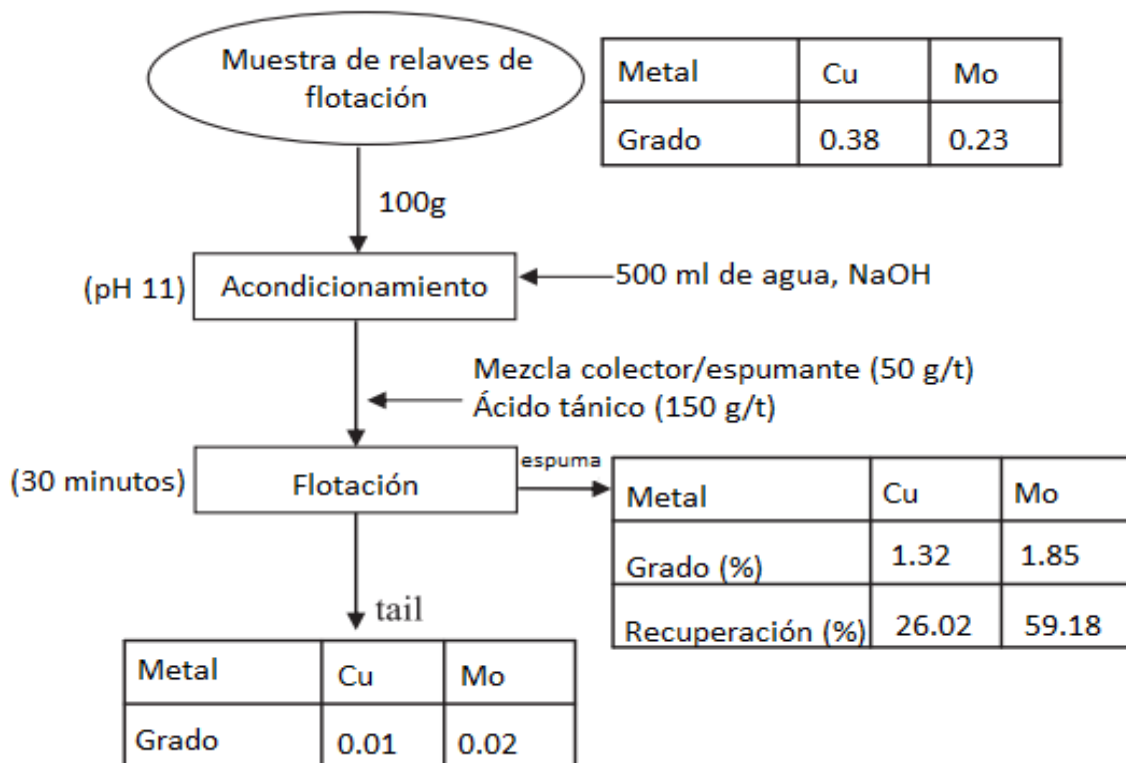 Muestra de relaves de
flotación
Metal Cu Mo
Grado 0.38 0.23
100g
(pH 11) Acondicionamiento 500 ml de agua, NaOH
Mezcla colector/espumante (50 g/t)
Ácido tánico (150 g/t)
(30 minutos) Flotación espuma
Metal Cu Mo
Grado (%) 1.32 1.85
Recuperación (%) 26.02 59.18
tail
Metal Cu Mo
Grado 0.01 0.02